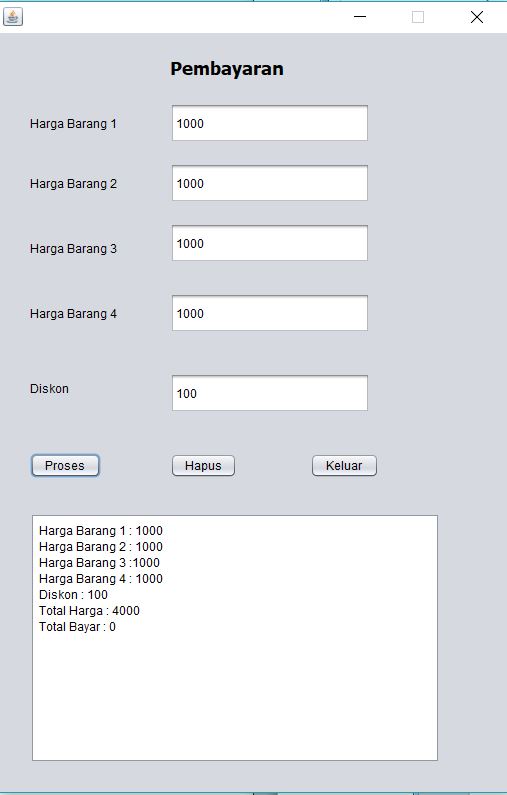 Pembayaran
Harga Barang 1 1000
Harga Barang 2 1000
Harga Barang 3 1000
Harga Barang 4 1000
Diskon 100
Proses Hapus Keluar
Harga Barang 1 : 1000
Harga Barang 2 : 1000
Harga Barang 3 :1000
Harga Barang 4 : 1000
Diskon : 100
Total Harga : 4000
Total Bayar : 0